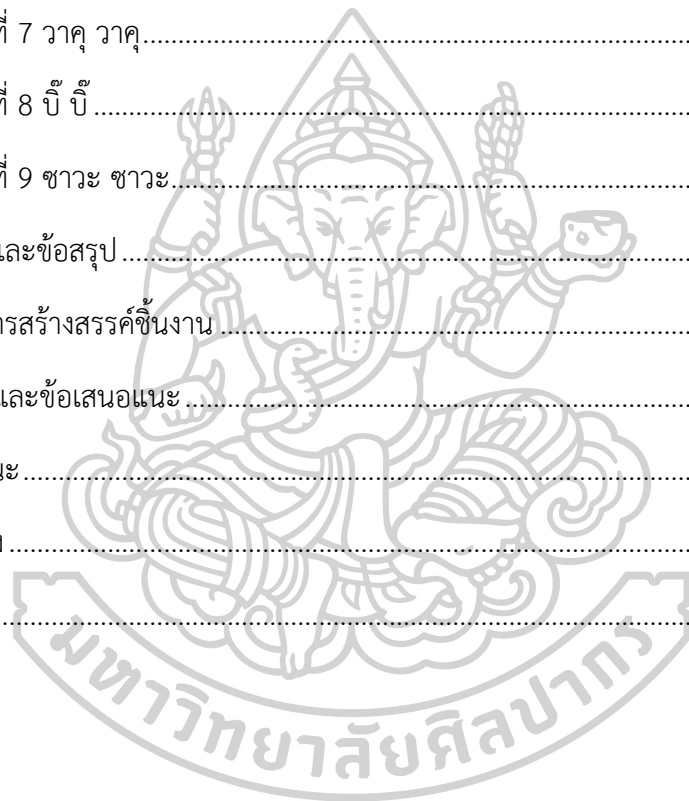 ที่ 7 วาคุ วาคุ........................................................................................
ที่ 8 บิ๊ บิ๊........................................................................................
ที่ 9 ซาวะ ซาวะ........................................................................................
และข้อสรุป........................................................................................
ารสร้างสรรค์ชิ้นงาน........................................................................................
และข้อเสนอแนะ........................................................................................
นะ........................................................................................
........................................................................................
........................................................................................
มหาวิทยาลัยศิลปากร